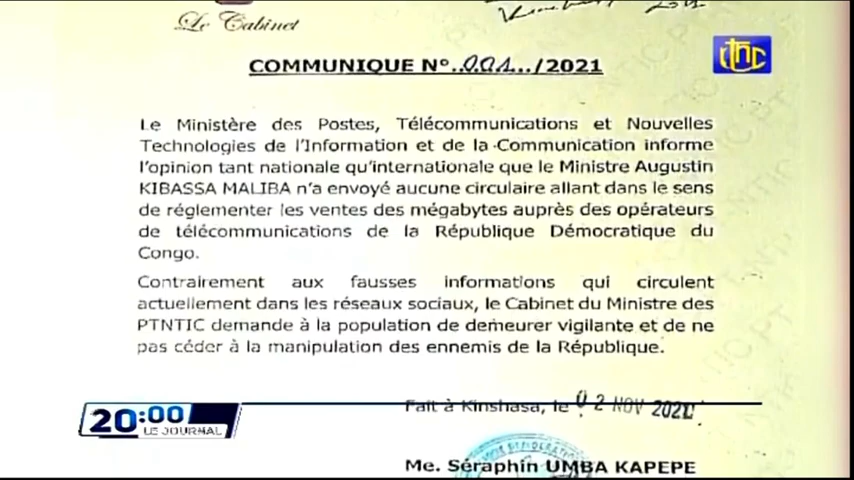 Le Cabinet
COMMUNIQUE N°..001.../2021
Le Ministère des Postes, Télécommunications et Nouvelles
Technologies de l'Information et de la Communication informe
l'opinion tant nationale qu'internationale que le Ministre Augustin
KIBASSA MALIBA n'a envoyé aucune circulaire allant dans le sens
de réglementer les ventes des mégabytes auprès des opérateurs
de télécommunications de la République Démocratique du
Congo.
Contrairement aux fausses informations qui circulent
actuellement dans les réseaux sociaux, le Cabinet du Ministre des
PTNTIC demande à la population de demeurer vigilante et de ne
pas céder à la manipulation des ennemis de la République.
Fait à Kinshasa, le 02 NOV 2021
20:00
LE JOURNAL
Me. Séraphin UMBA KAPEPE